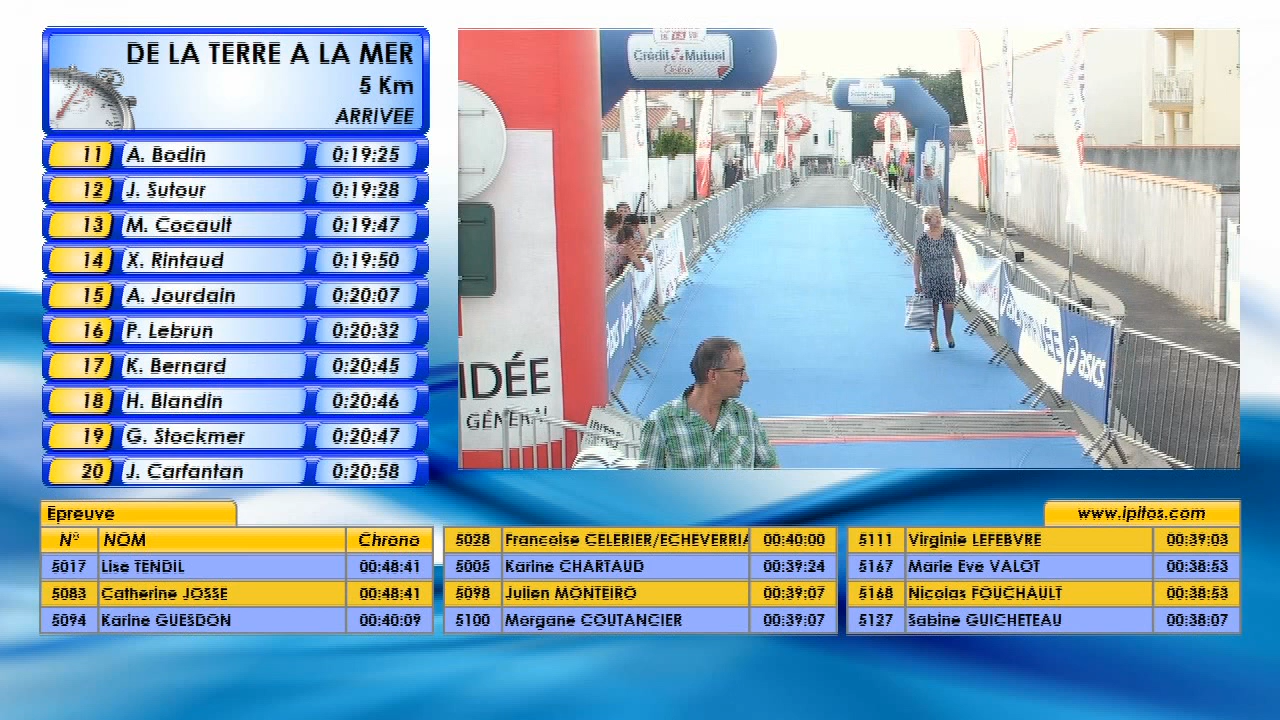 DE LA TERRE A LA MER
5 Km
ARRIVEE
11 A. Bodin 0:19:25
12 J. Sutour 0:19:28
13 M. Cocault 0:19:47
14 X. Rintaud 0:19:50
15 A. Jourdain 0:20:07
16 P. Lebrun 0:20:32
17 K. Bernard 0:20:45
18 H. Blandin 0:20:46
19 G. Stockmer 0:20:47
20 J. Carfantan 0:20:58
Crédit Mutuel
Océan
IDÉE
GÉNÉRAL
asics
Epreuve
www.ipitos.com
N° NOM Chrono
5017 Lise TENDIL 00:48:41
5083 Catherine JOSSE 00:48:41
5094 Karine GUESDON 00:40:09
5028 Francoise CELERIER/ECHEVERRIA 00:40:00
5005 Karine CHARTAUD 00:39:24
5098 Julien MONTEIRO 00:39:07
5100 Morgane COUTANCIER 00:39:07
5111 Virginie LEFEBVRE 00:39:03
5167 Marie Eve VALOT 00:38:53
5168 Nicolas FOUCHAULT 00:38:53
5127 Sabine GUICHETEAU 00:38:07